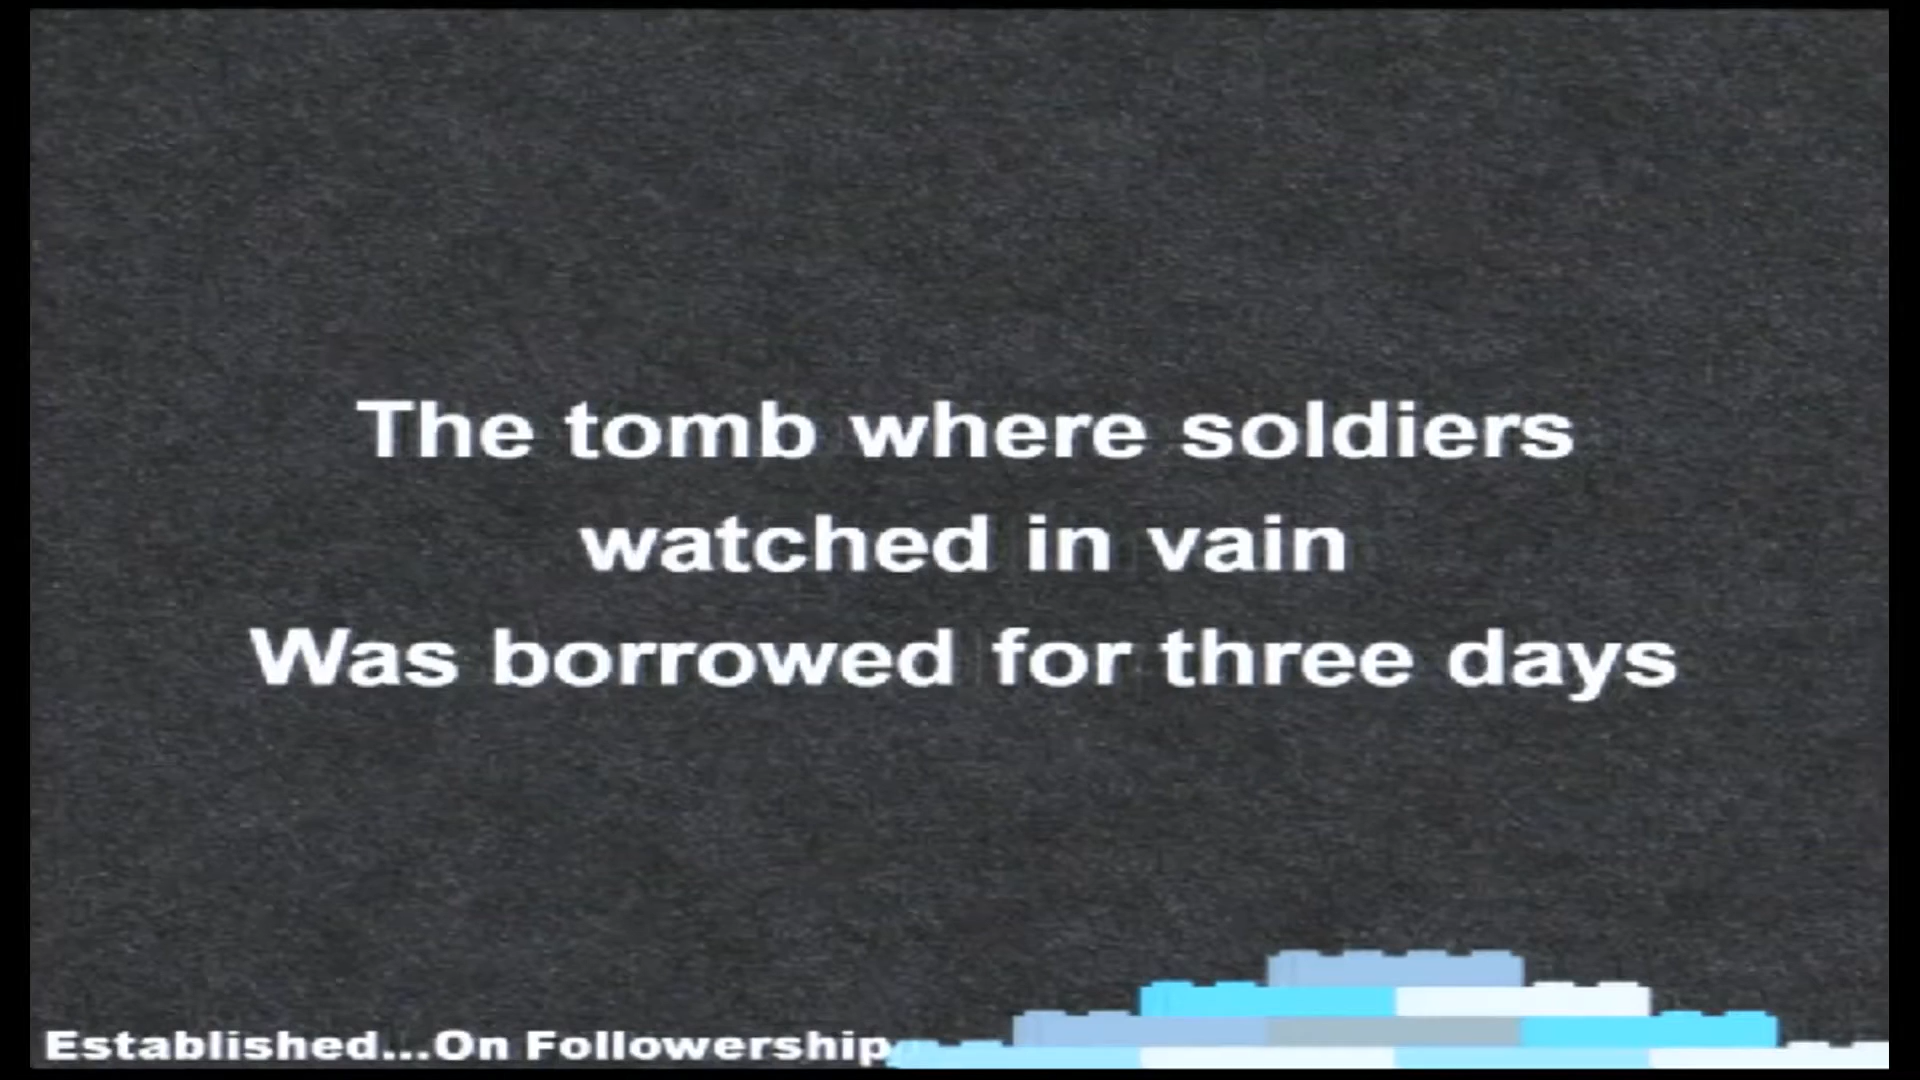 The tomb where soldiers
watched in vain
Was borrowed for three days
Established...On Followership